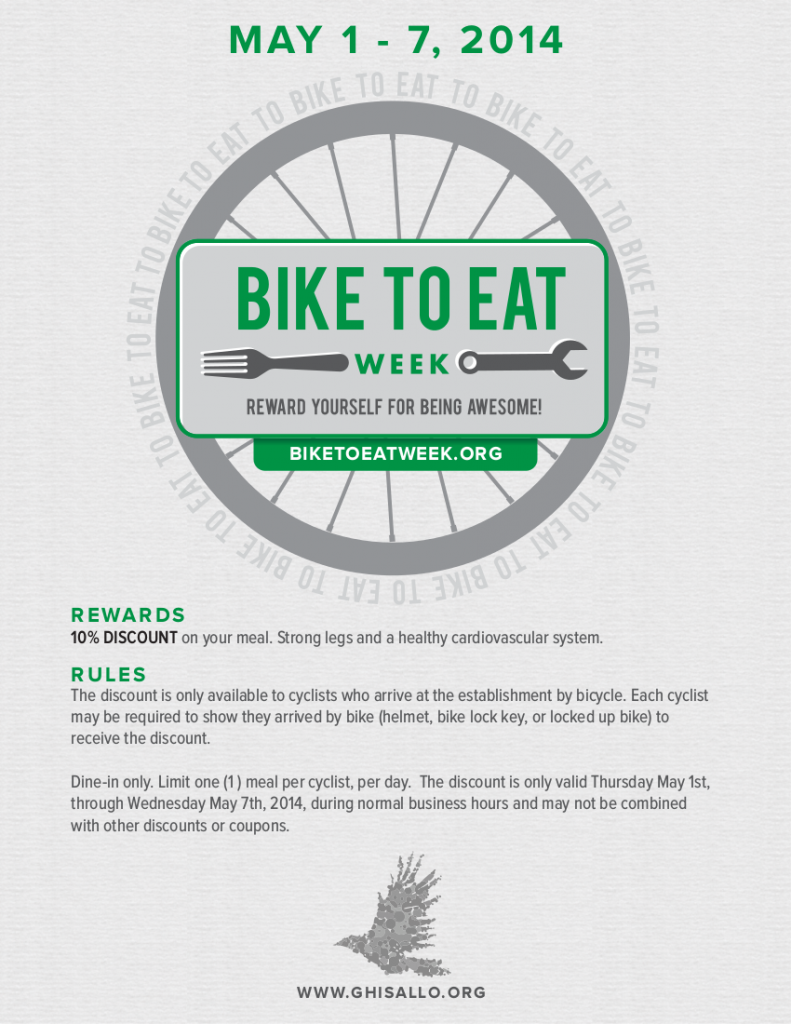 MAY 1 - 7, 2014
BIKE TO EAT TO BIKE TO EAT TO BIKE TO EAT TO BIKE TO EAT TO BIKE TO EAT TO BIKE TO EAT TO BIKE TO EAT TO BIKE TO EAT TO
BIKE TO EAT
WEEK
REWARD YOURSELF FOR BEING AWESOME!
BIKETOEATWEEK.ORG
REWARDS
10% DISCOUNT on your meal. Strong legs and a healthy cardiovascular system.
RULES
The discount is only available to cyclists who arrive at the establishment by bicycle. Each cyclist
may be required to show they arrived by bike (helmet, bike lock key, or locked up bike) to
receive the discount.
Dine-in only. Limit one (1 ) meal per cyclist, per day.  The discount is only valid Thursday May 1st,
through Wednesday May 7th, 2014, during normal business hours and may not be combined
with other discounts or coupons.
WWW.GHISALLO.ORG